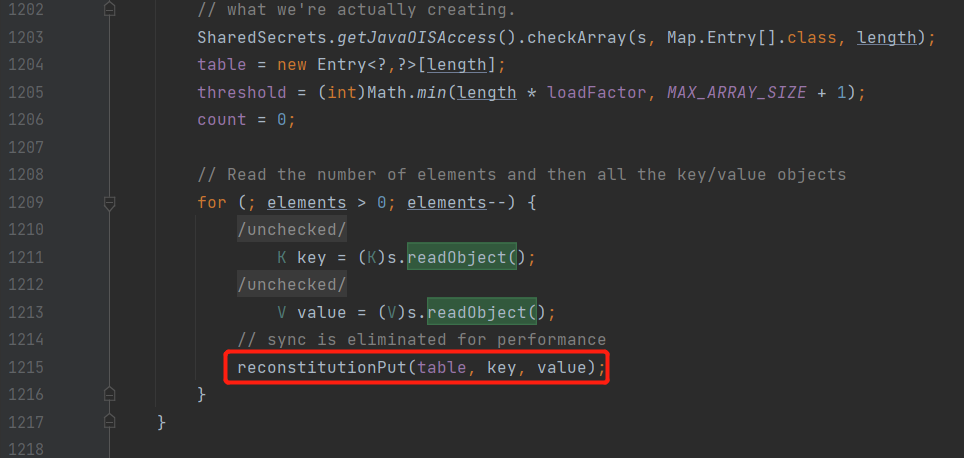 1202 // what we're actually creating.
1203 SharedSecrets.getJavaOISAccess().checkArray(s, Map.Entry[].class, length);
1204 table = new Entry<?,?>[length];
1205 threshold = (int)Math.min(length * loadFactor, MAX_ARRAY_SIZE + 1);
1206 count = 0;
1207
1208 // Read the number of elements and then all the key/value objects
1209 for (; elements > 0; elements--) {
1210 /unchecked/
1211 K key = (K)s.readObject();
1212 /unchecked/
1213 V value = (V)s.readObject();
1214 // sync is eliminated for performance
1215 reconstitutionPut(table, key, value);
1216 }
1217 }
1218